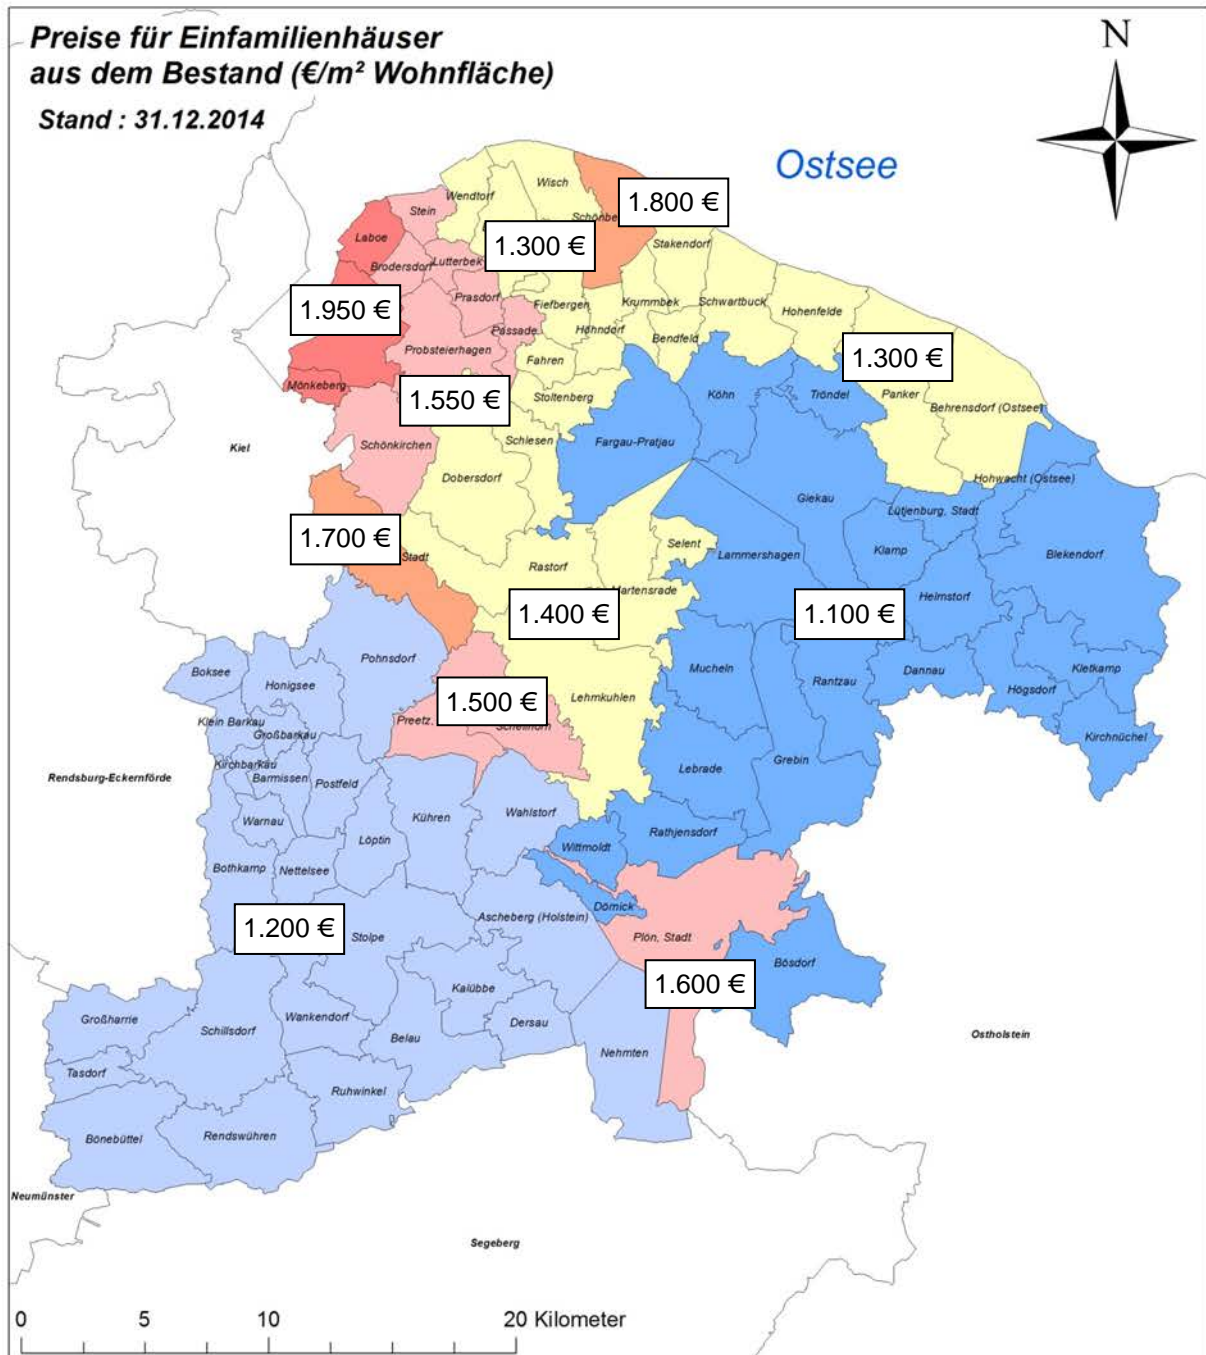 Preise für Einfamilienhäuser
aus dem Bestand (€/m² Wohnfläche)
Stand : 31.12.2014
N
Ostsee
Wisch
Wendtorf
Stein
1.800 €
Laboe
1.300 €
Stakendorf
Lutterbek
Brodersdorf
Prasdorf
1.950 €
Fiefbergen
Krummbek
Schwartbuck
Hohenfelde
Passade
Höhndorf
Bendfeld
Probsteierhagen
Fahren
1.300 €
Mönkeberg
1.550 €
Stoltenberg
Köhn
Tröndel
Panker
Behrensdorf (Ostsee)
Kiel
Schönkirchen
Schlesen
Fargau-Pratjau
Dobersdorf
Hohwacht (Ostsee)
Giekau
Lütjenburg, Stadt
1.700 €
Stadt
Selent
Lammershagen
Klamp
Blekendorf
Rastorf
Martensrade
1.400 €
1.100 €
Helmstorf
Pohnsdorf
Boksee
Honigsee
Mucheln
Rantzau
Dannau
Kletkamp
1.500 €
Lehmkuhlen
Högsdorf
Klein Barkau
Preetz,
Schellhorn
Großbarkau
Kirchnüchel
Kirchbarkau
Barmissen
Postfeld
Rendsburg-Eckernförde
Lebrade
Grebin
Kühren
Wahlstorf
Warnau
Löptin
Rathjensdorf
Wittmoldt
Bothkamp
Nettelsee
Dörnick
Ascheberg (Holstein)
1.200 €
Stolpe
Plön, Stadt
Bösdorf
Kalübbe
1.600 €
Großharrie
Schillsdorf
Wankendorf
Dersau
Belau
Ostholstein
Nehmten
Tasdorf
Ruhwinkel
Bönebüttel
Rendswühren
Neumünster
Segeberg
0 5 10 20 Kilometer